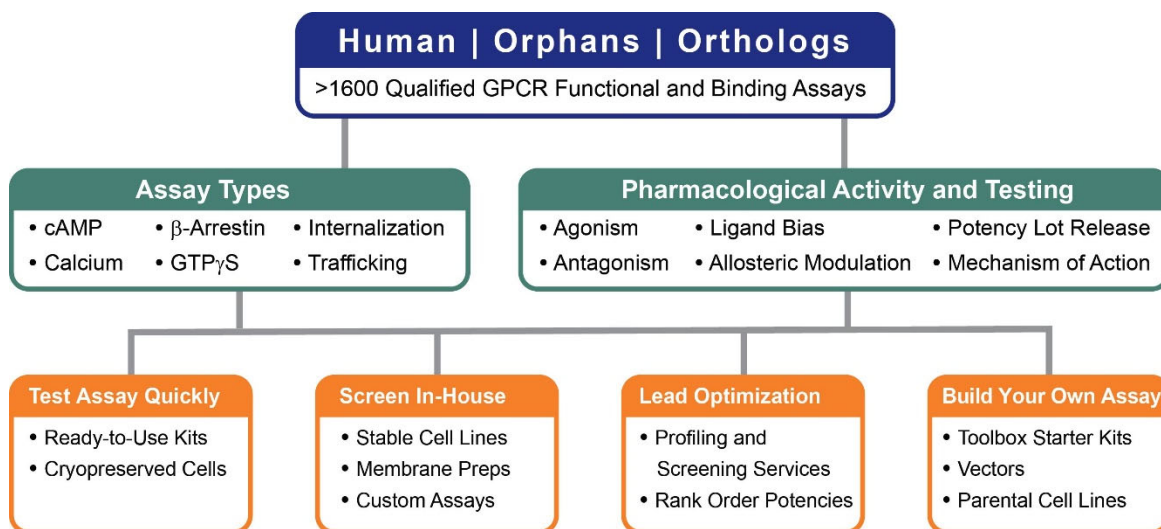 Human | Orphans | Orthologs
>1600 Qualified GPCR Functional and Binding Assays
Assay Types
• cAMP • β-Arrestin • Internalization
• Calcium • GTPγS • Trafficking
Pharmacological Activity and Testing
• Agonism • Ligand Bias • Potency Lot Release
• Antagonism • Allosteric Modulation • Mechanism of Action
Test Assay Quickly
• Ready-to-Use Kits
• Cryopreserved Cells
Screen In-House
• Stable Cell Lines
• Membrane Preps
• Custom Assays
Lead Optimization
• Profiling and
Screening Services
• Rank Order Potencies
Build Your Own Assay
• Toolbox Starter Kits
• Vectors
• Parental Cell Lines